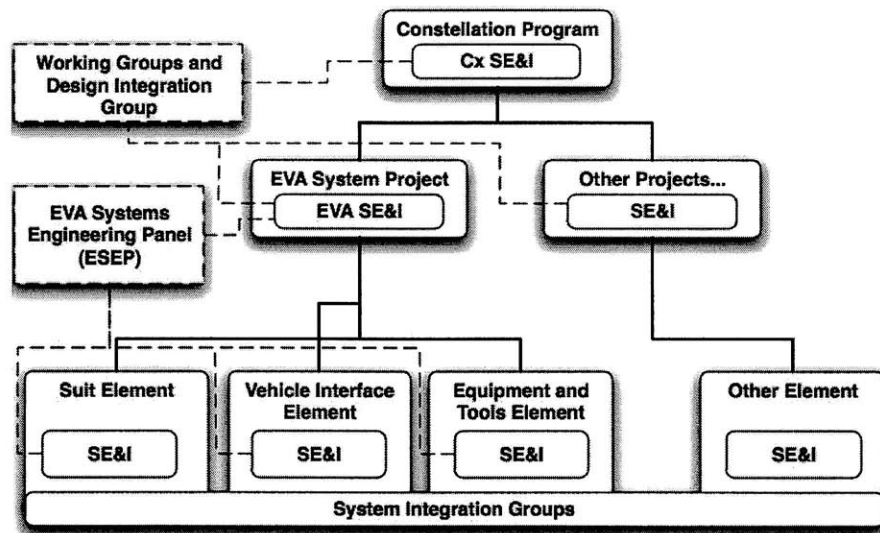 Constellation Program
Cx SE&I
Working Groups and
Design Integration
Group
EVA System Project
EVA SE&I
Other Projects...
SE&I
EVA Systems
Engineering Panel
(ESEP)
Suit Element
SE&I
Vehicle Interface
Element
SE&I
Equipment and
Tools Element
SE&I
Other Element
SE&I
System Integration Groups